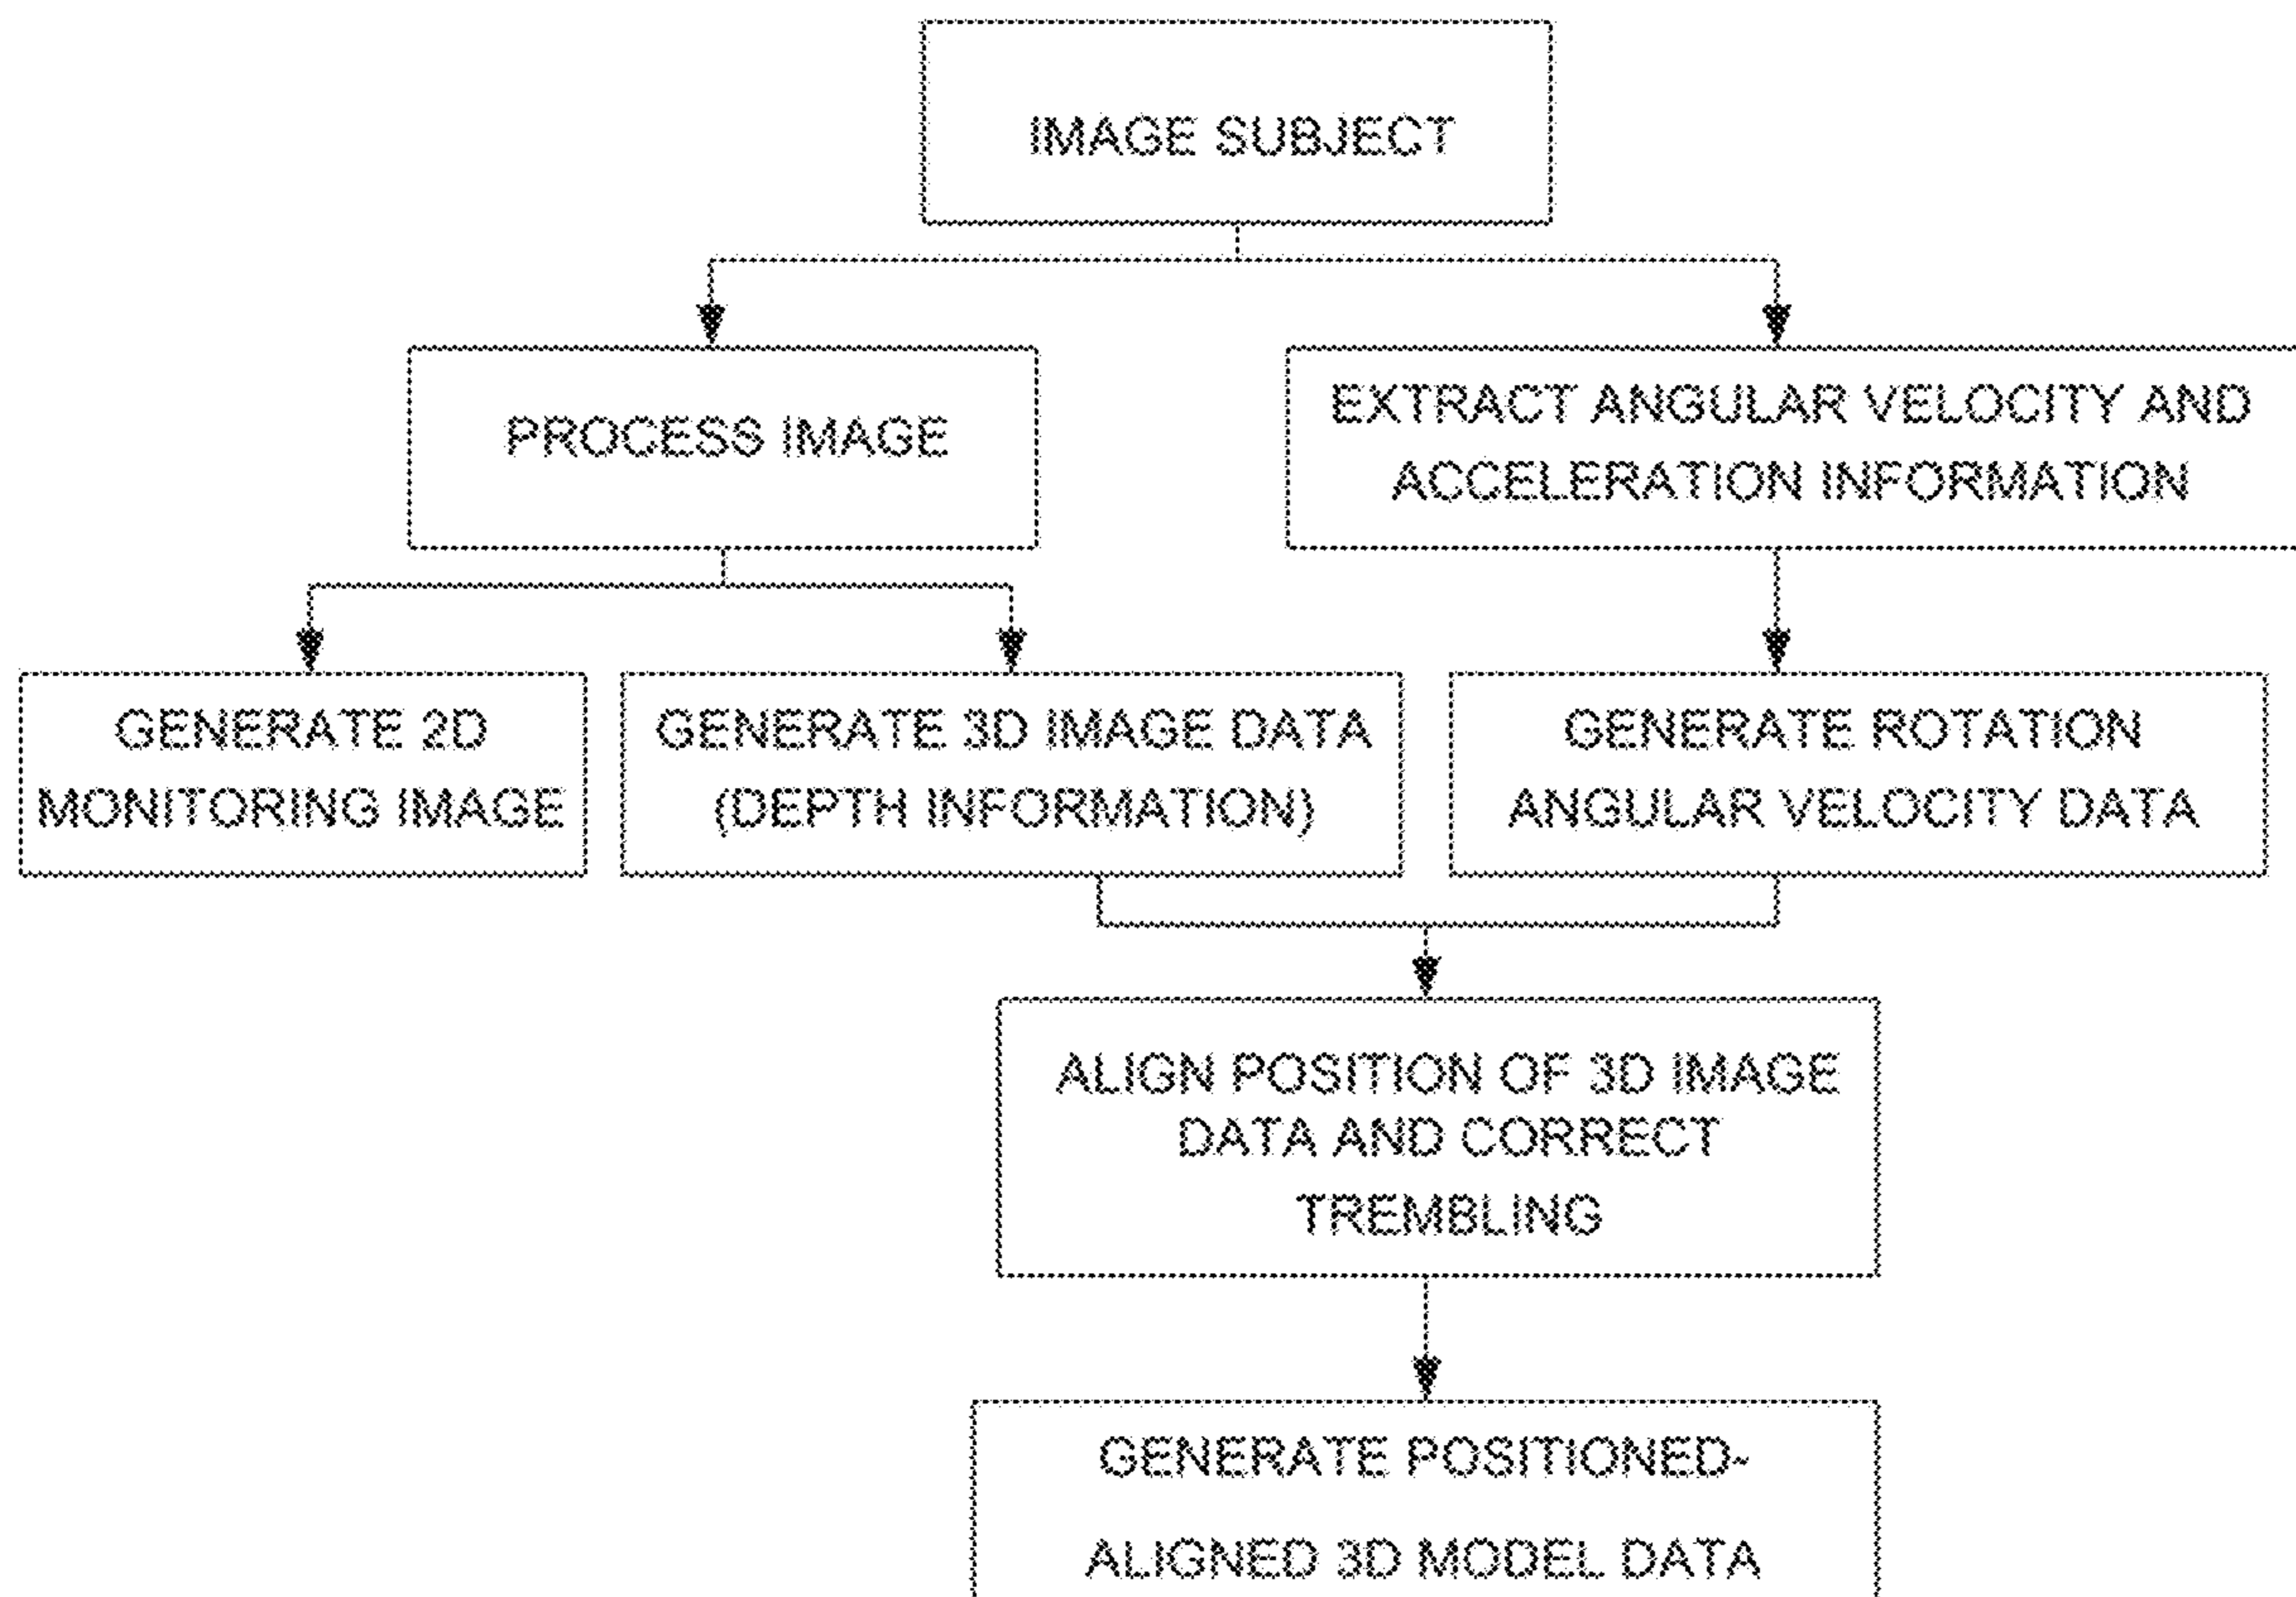 IMAGE SUBJECT
PROCESS IMAGE
EXTRACT ANGULAR VELOCITY AND
ACCELERATION INFORMATION
GENERATE 2D
MONITORING IMAGE
GENERATE 3D IMAGE DATA
(DEPTH INFORMATION)
GENERATE ROTATION
ANGULAR VELOCITY DATA
ALIGN POSITION OF 3D IMAGE
DATA AND CORRECT
TREMBLING
GENERATE POSITIONED-
ALIGNED 3D MODEL DATA